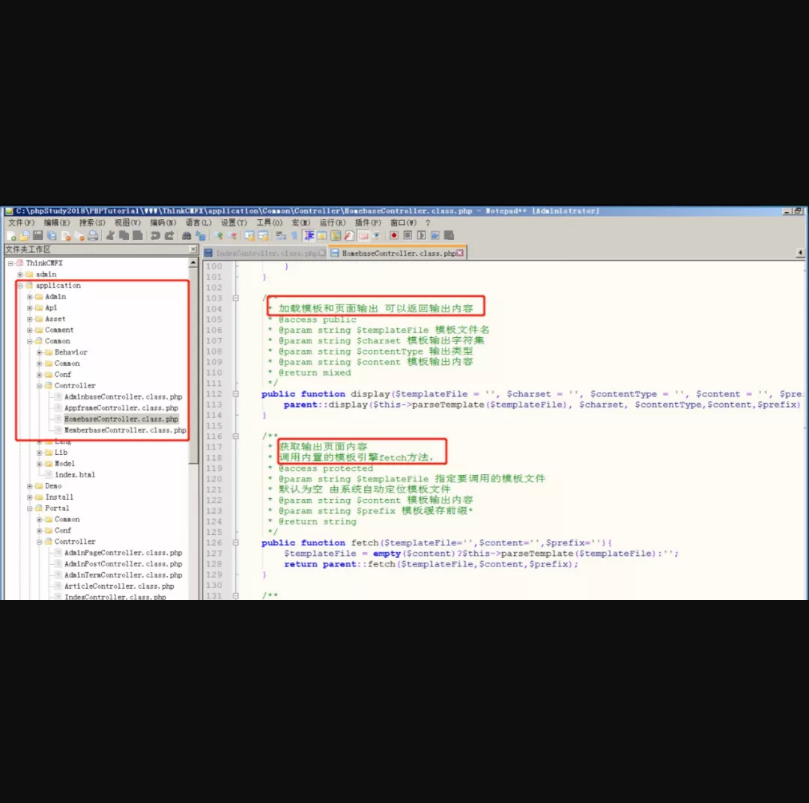 C:\phpStudy2018\PHPTutorial\WWW\ThinkCMFX\application\Common\Controller\HomebaseController.class.php - Notepad++ [Administrator]
文件(F) 编辑(E) 搜索(S) 视图(V) 编码(N) 语言(L) 设置(T) 工具(O) 宏(M) 运行(R) 插件(P) 窗口(W) ?
文件夹工作区
IndexController.class.php
HomebaseController.class.php
ThinkCMFX
admin
application
Admin
Api
Asset
Comment
Common
Behavior
Common
Conf
Controller
AdminbaseController.class.php
AppframeController.class.php
HomebaseController.class.php
MemberbaseController.class.php
Lang
Lib
Model
index.html
Demo
Install
Portal
Common
Conf
Controller
AdminPageController.class.php
AdminPostController.class.php
AdminTermController.class.php
ArticleController.class.php
IndexController.class.php
100 }
101 }
102
103 /**
104 * 加载模板和页面输出 可以返回输出内容
105 * @access public
106 * @param string $templateFile 模板文件名
107 * @param string $charset 模板输出字符集
108 * @param string $contentType 输出类型
109 * @param string $content 模板输出内容
110 * @return mixed
111 */
112 public function display($templateFile = '', $charset = '', $contentType = '', $content = '', $pre
113 parent::display($this->parseTemplate($templateFile), $charset, $contentType,$content,$prefix)
114 }
115
116 /**
117 * 获取输出页面内容
118 * 调用内置的模板引擎fetch方法，
119 * @access protected
120 * @param string $templateFile 指定要调用的模板文件
121 * 默认为空 由系统自动定位模板文件
122 * @param string $content 模板输出内容
123 * @param string $prefix 模板缓存前缀*
124 * @return string
125 */
126 public function fetch($templateFile='',$content='',$prefix=''){
127 $templateFile = empty($content)?$this->parseTemplate($templateFile):'';
128 return parent::fetch($templateFile,$content,$prefix);
129 }
130
131 /**